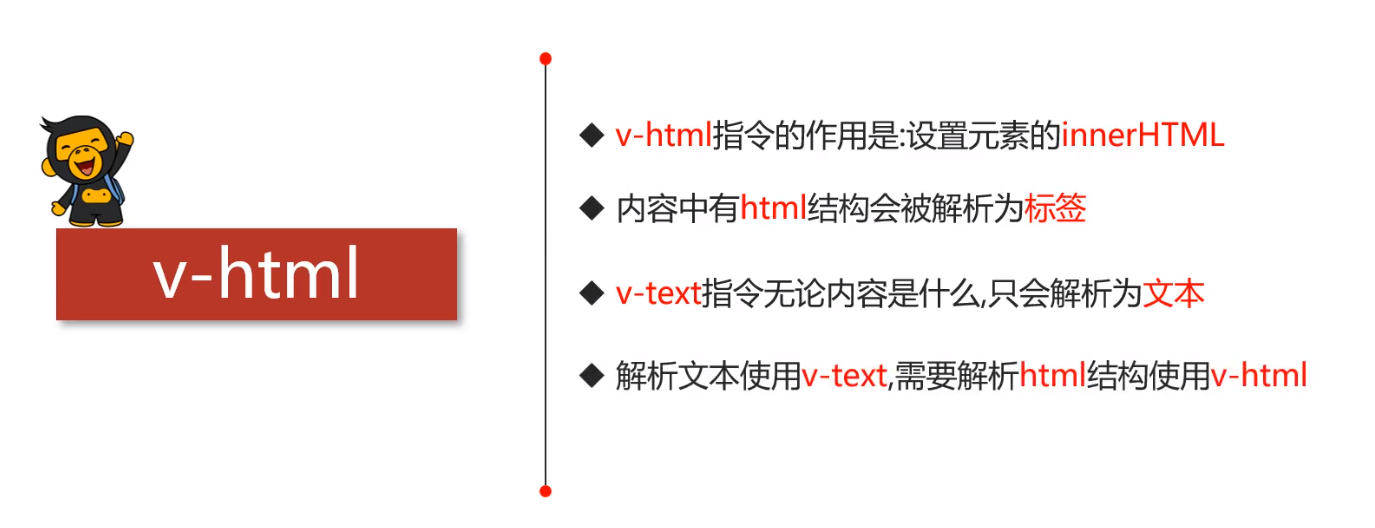 v-html
v-html指令的作用是:设置元素的innerHTML
内容中有html结构会被解析为标签
v-text指令无论内容是什么,只会解析为文本
解析文本使用v-text,需要解析html结构使用v-html